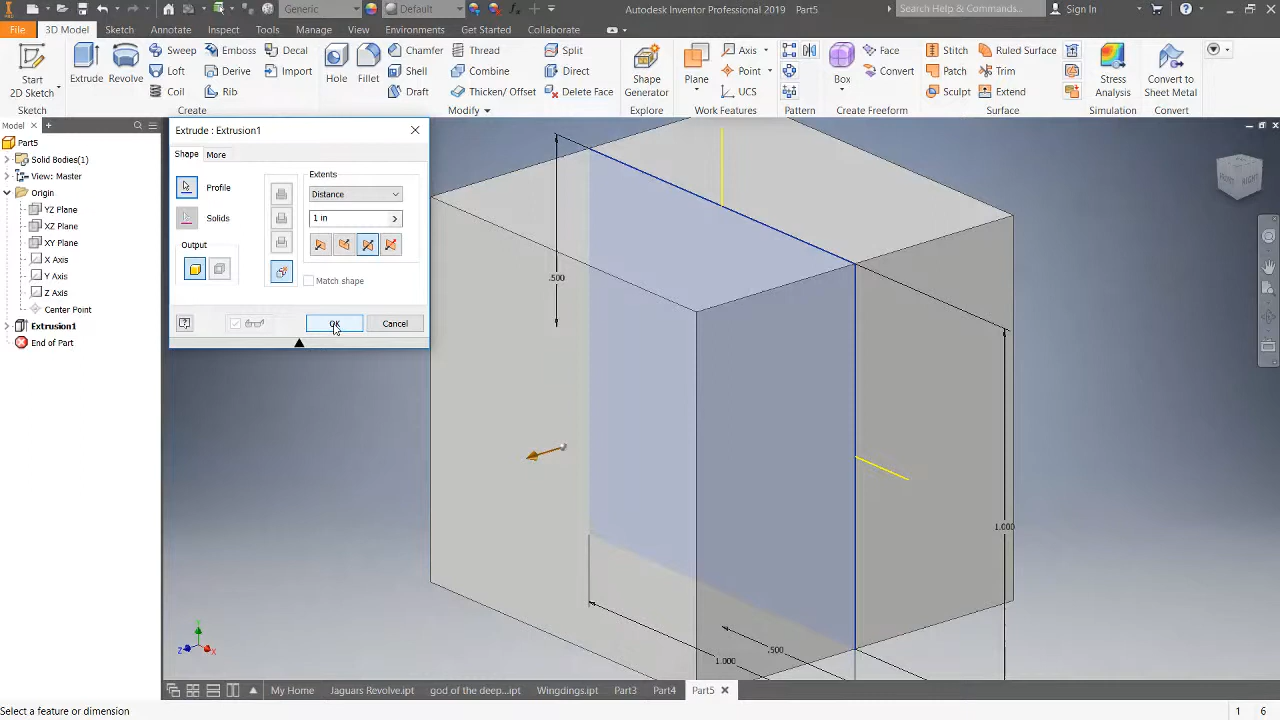 Generic
Default
Autodesk Inventor Professional 2019 Part5
Search Help & Commands...
Sign In
File
3D Model
Sketch
Annotate
Inspect
Tools
Manage
View
Environments
Get Started
Collaborate
Start
2D Sketch
Extrude
Revolve
Sweep
Emboss
Decal
Loft
Derive
Import
Coil
Rib
Hole
Fillet
Chamfer
Thread
Split
Shell
Combine
Direct
Draft
Thicken/ Offset
Delete Face
Shape
Generator
Plane
Axis
Point
UCS
Box
Face
Convert
Stitch
Ruled Surface
Patch
Trim
Sculpt
Extend
Stress
Analysis
Convert to
Sheet Metal
Sketch
Create
Modify
Explore
Work Features
Pattern
Create Freeform
Surface
Simulation
Convert
Model
Part5
Solid Bodies(1)
View: Master
Origin
YZ Plane
XZ Plane
XY Plane
X Axis
Y Axis
Z Axis
Center Point
Extrusion1
End of Part
Extrude : Extrusion1
Shape
More
Profile
Solids
Output
Extents
Distance
1 in
Match shape
OK
Cancel
.500
1.000
.500
1.000
FRONT
RIGHT
Y
Z
X
My Home
Jaguars Revolve.ipt
god of the deep...ipt
Wingdings.ipt
Part3
Part4
Part5
Select a feature or dimension
1 6